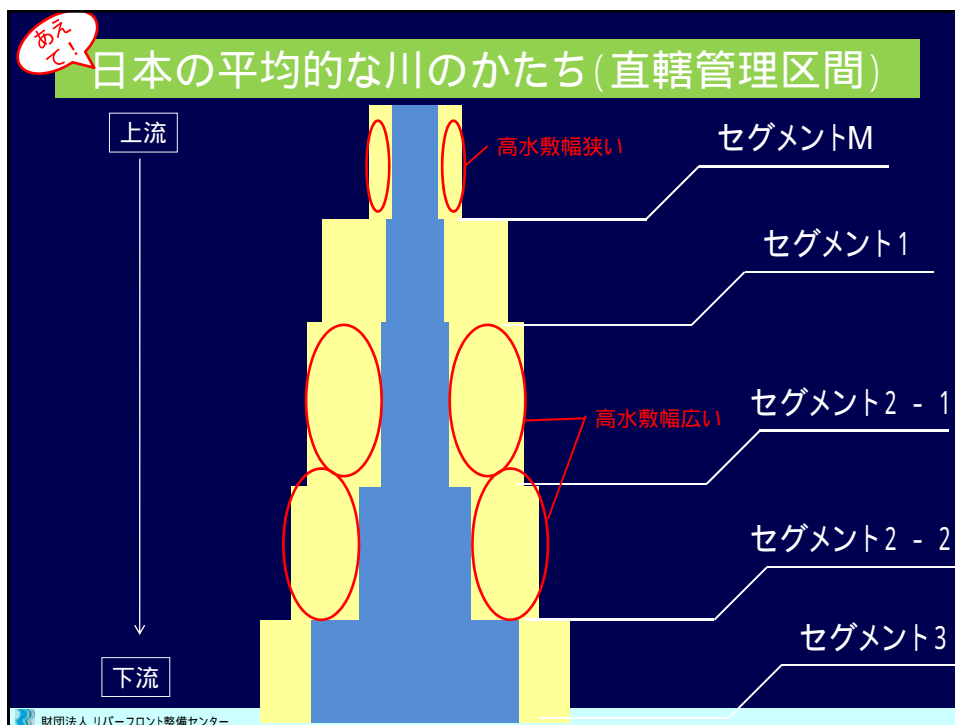 あえ
て!
日本の平均的な川のかたち(直轄管理区間)
上流
高水敷幅狭い
セグメントM
セグメント1
高水敷幅広い
セグメント2 - 1
セグメント2 - 2
セグメント3
下流
財団法人 リバーフロント整備センター